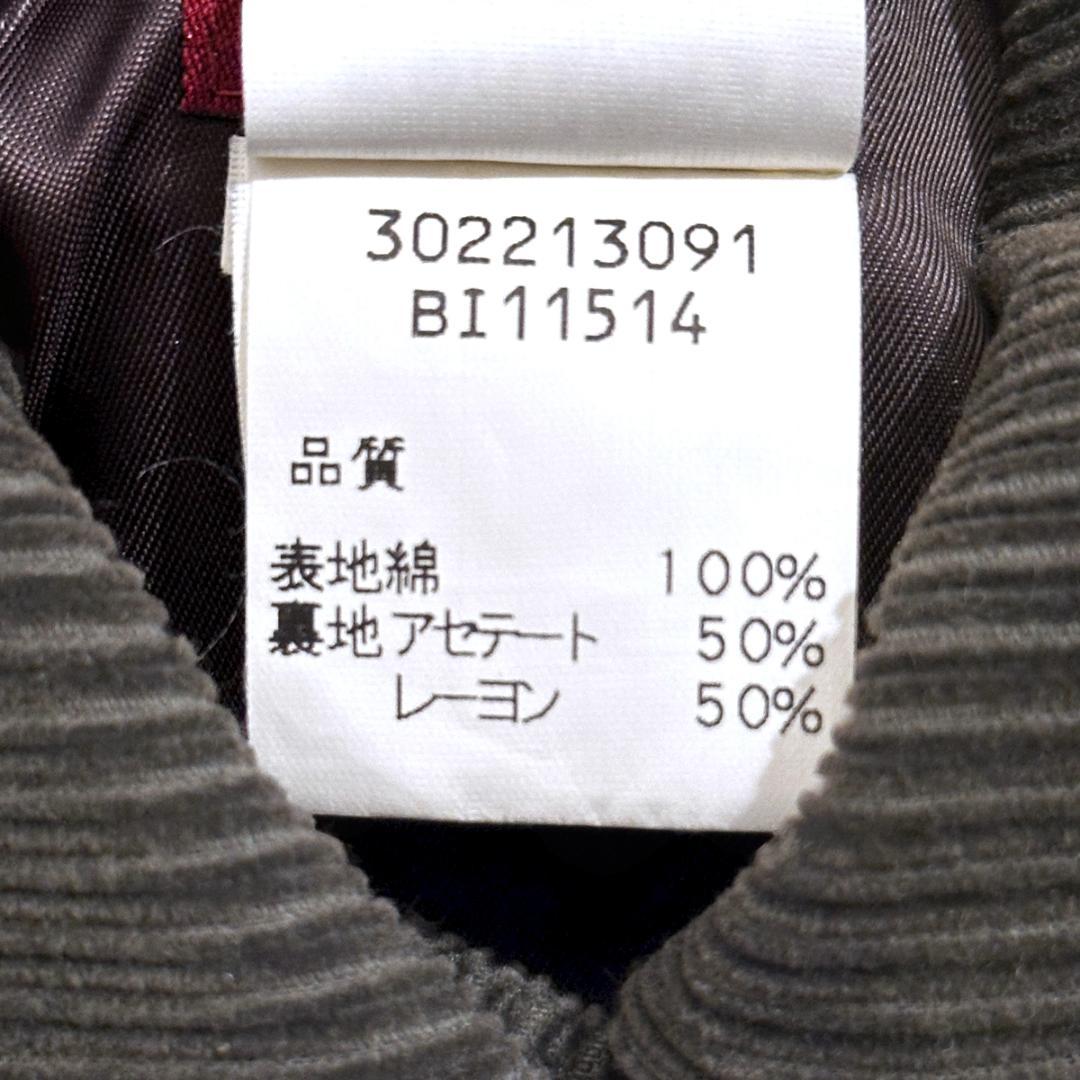 302213091
BI11514
品質
表地綿 100%
裏地アセテート 50%
レーヨン 50%